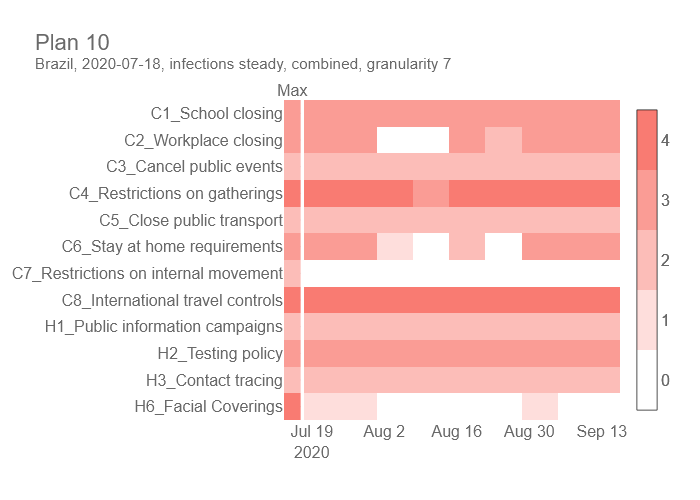 Plan 10
Brazil, 2020-07-18, infections steady, combined, granularity 7
Max
C1_School closing
C2_Workplace closing
C3_Cancel public events
C4_Restrictions on gatherings
C5_Close public transport
C6_Stay at home requirements
C7_Restrictions on internal movement
C8_International travel controls
H1_Public information campaigns
H2_Testing policy
H3_Contact tracing
H6_Facial Coverings
Jul 19 Aug 2 Aug 16 Aug 30 Sep 13
2020
4
3
2
1
0